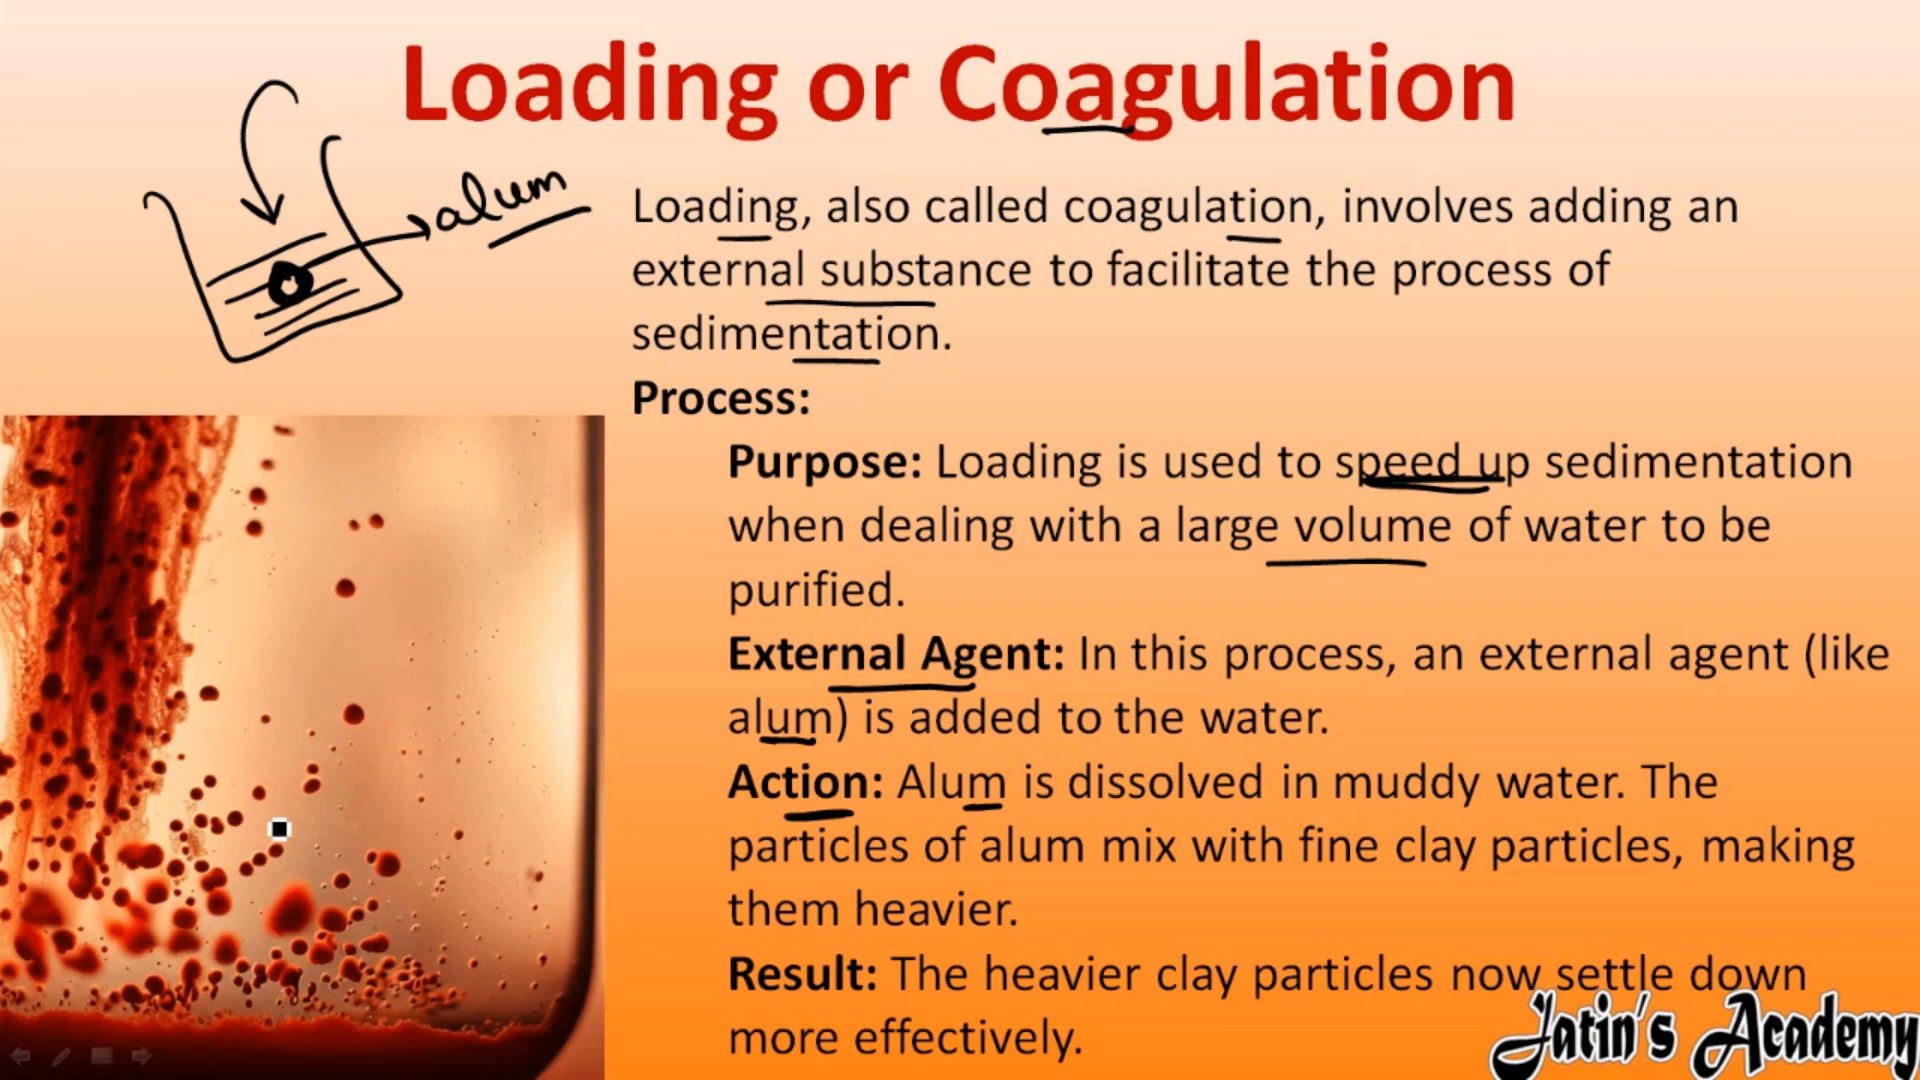 Loading or Coagulation
alum
Loading, also called coagulation, involves adding an
external substance to facilitate the process of
sedimentation.
Process:
Purpose: Loading is used to speed up sedimentation
when dealing with a large volume of water to be
purified.
External Agent: In this process, an external agent (like
alum) is added to the water.
Action: Alum is dissolved in muddy water. The
particles of alum mix with fine clay particles, making
them heavier.
Result: The heavier clay particles now settle down
more effectively.
Jatin's Academy